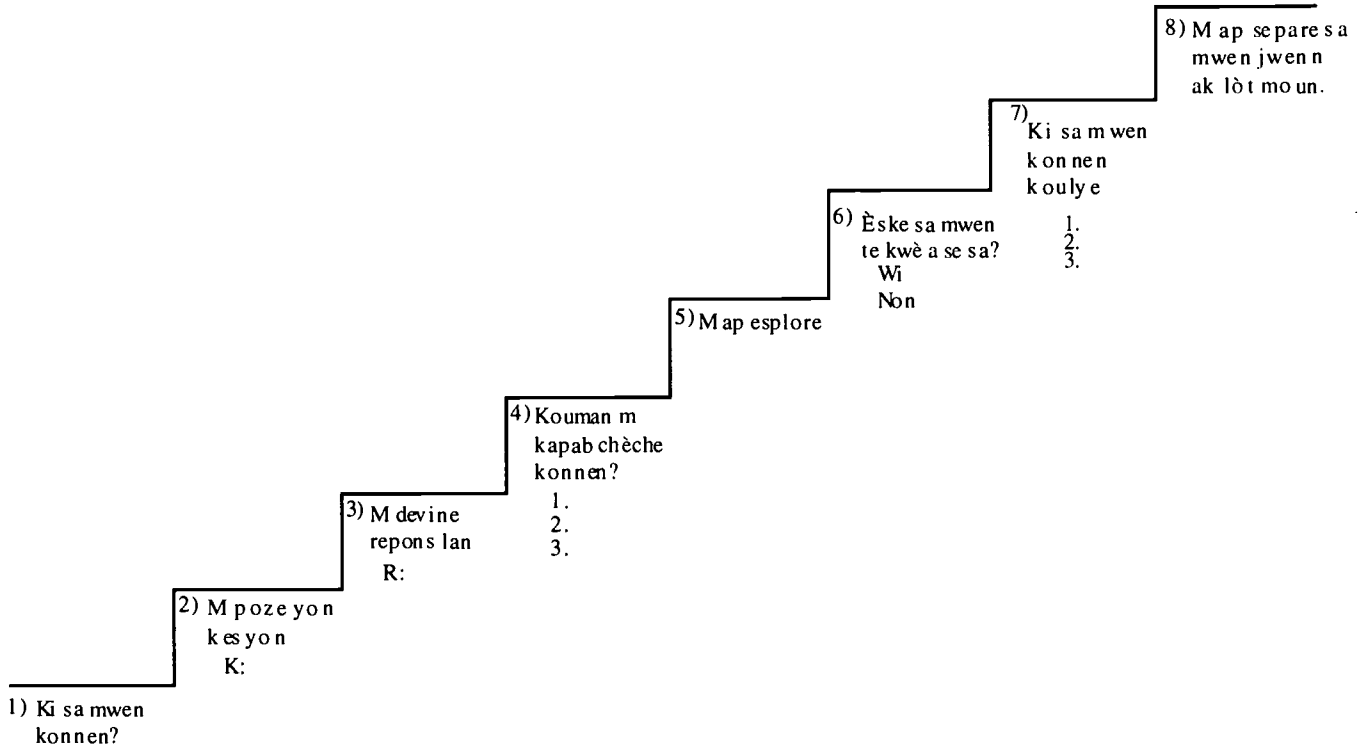 1) Ki sa mwen
konnen?
2) M poze yon
kesyon
K:
3) M devine
repons lan
R:
4) Kouman m
kapab chèche
konnen?
1.
2.
3.
5) M ap esplore
6) Èske sa mwen
te kwè a se sa?
Wi
Non
7)
Ki sa mwen
konnen
koulye
1.
2.
3.
8) M ap separe sa
mwen jwenn
ak lòt moun.